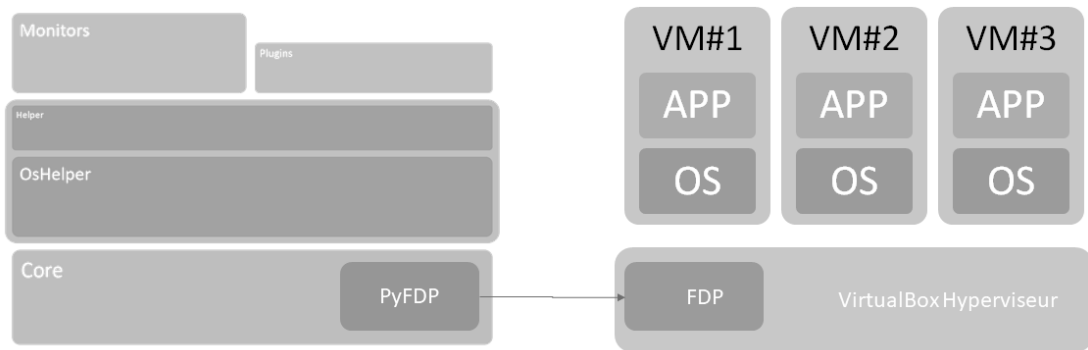 Monitors
Plugins
Helper
OsHelper
Core
PyFDP
VM#1
APP
OS
VM#2
APP
OS
VM#3
APP
OS
FDP
VirtualBox Hyperviseur